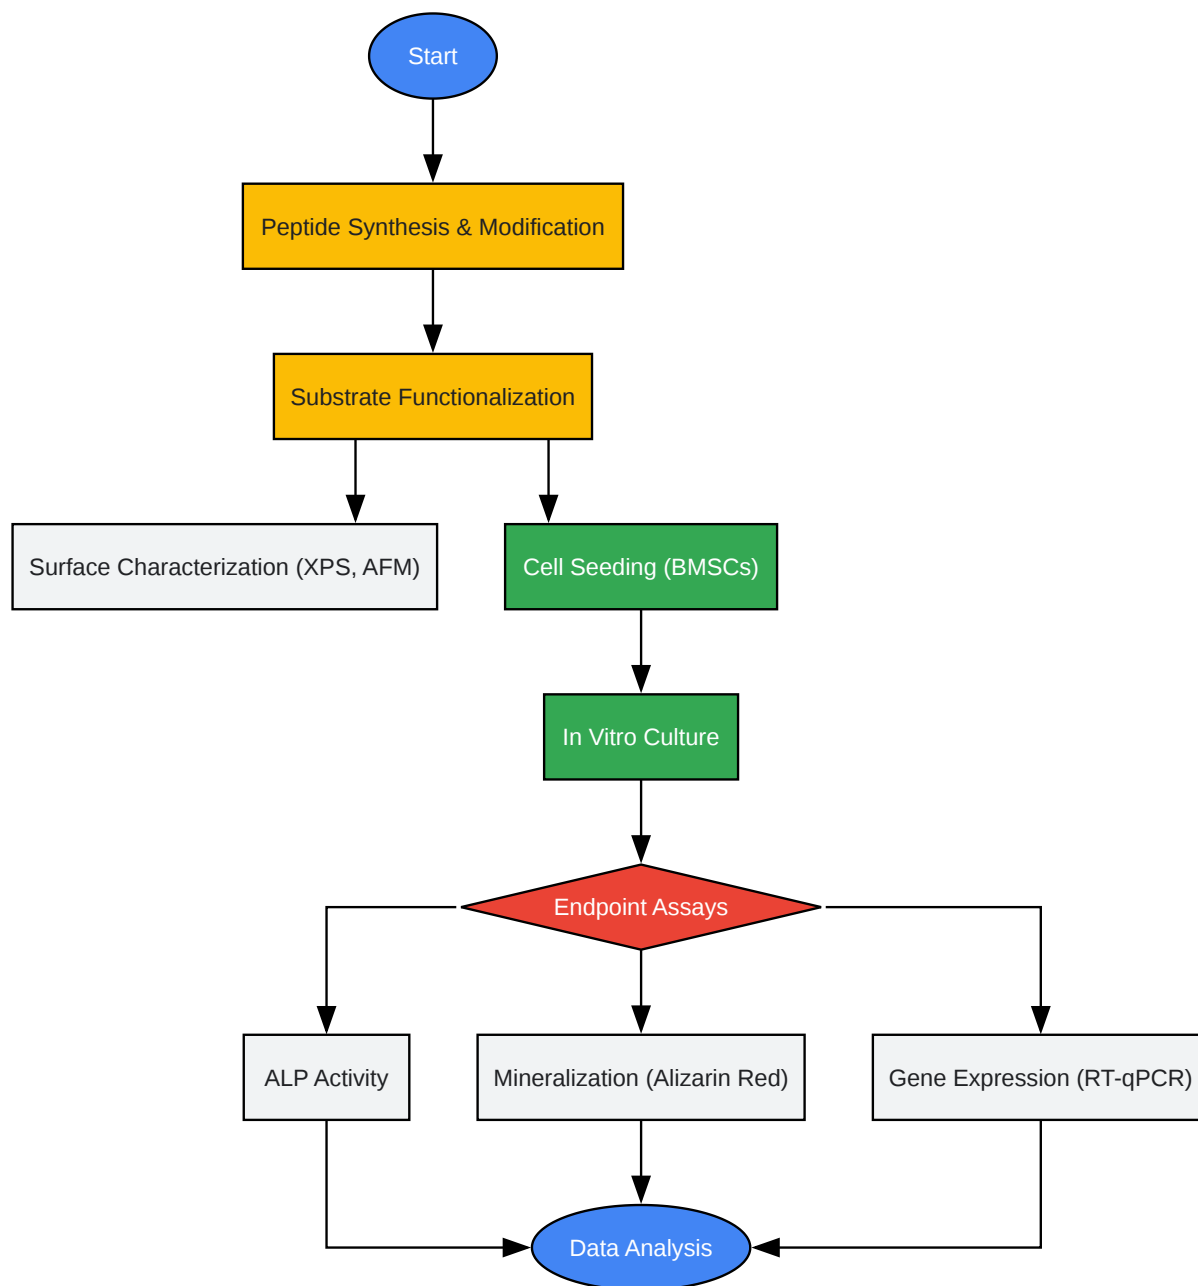 Start
Peptide Synthesis & Modification
Substrate Functionalization
Surface Characterization (XPS, AFM)
Cell Seeding (BMSCs)
In Vitro Culture
Endpoint Assays
ALP Activity
Mineralization (Alizarin Red)
Gene Expression (RT-qPCR)
Data Analysis